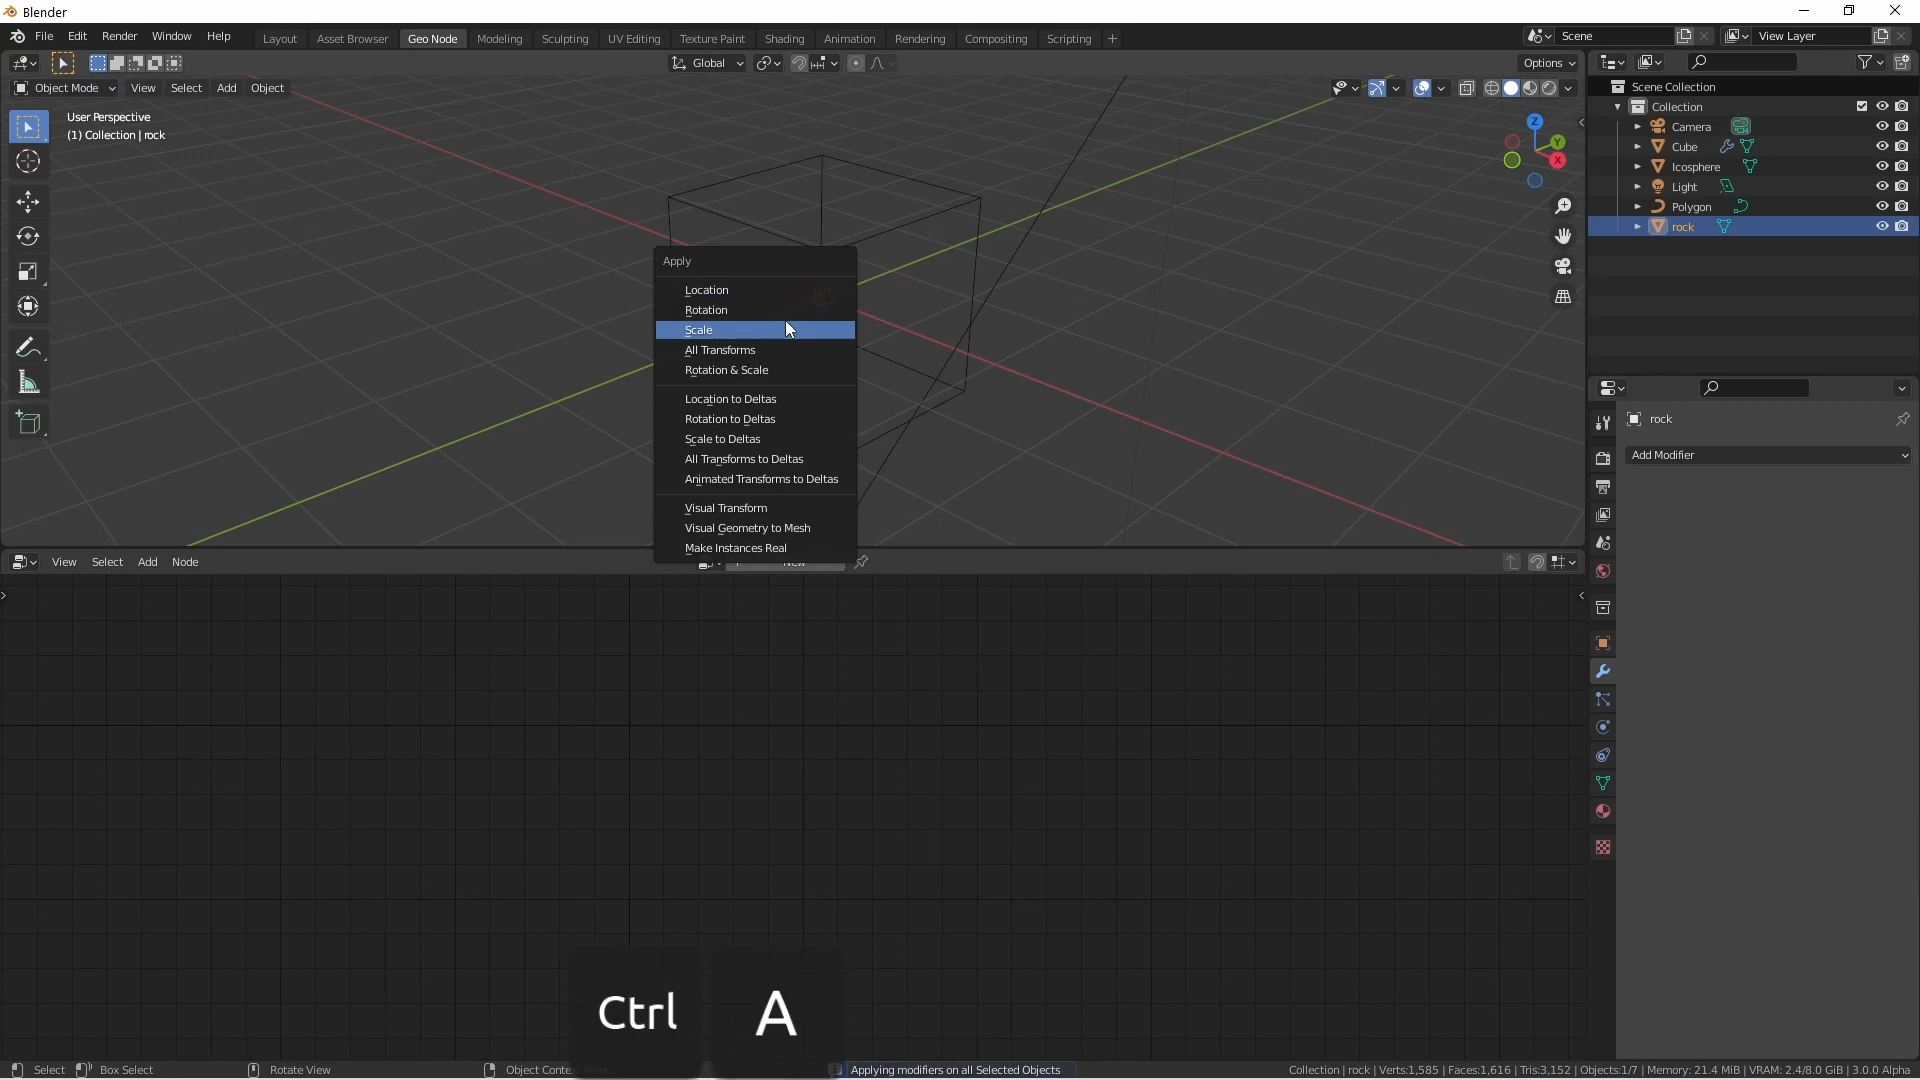 Blender
File Edit Render Window Help Layout Asset Browser Geo Node Modeling Sculpting UV Editing Texture Paint Shading Animation Rendering Compositing Scripting + Scene View Layer
Global Options
Object Mode View Select Add Object
User Perspective
(1) Collection | rock
Z
Y
X
Scene Collection
Collection
Camera
Cube
Icosphere
Light
Polygon
rock
Apply
Location
Rotation
Scale
All Transforms
Rotation & Scale
Location to Deltas
Rotation to Deltas
Scale to Deltas
All Transforms to Deltas
Animated Transforms to Deltas
Visual Transform
Visual Geometry to Mesh
Make Instances Real
rock
Add Modifier
View Select Add Node New
Ctrl A
Select Box Select Rotate View Object Applying modifiers on all Selected Objects Collection | rock | Verts:1,585 | Faces:1,616 | Tris:3,152 | Objects:1/7 | Memory: 21.4 MiB | VRAM: 2.4/8.0 GiB | 3.0.0 Alpha